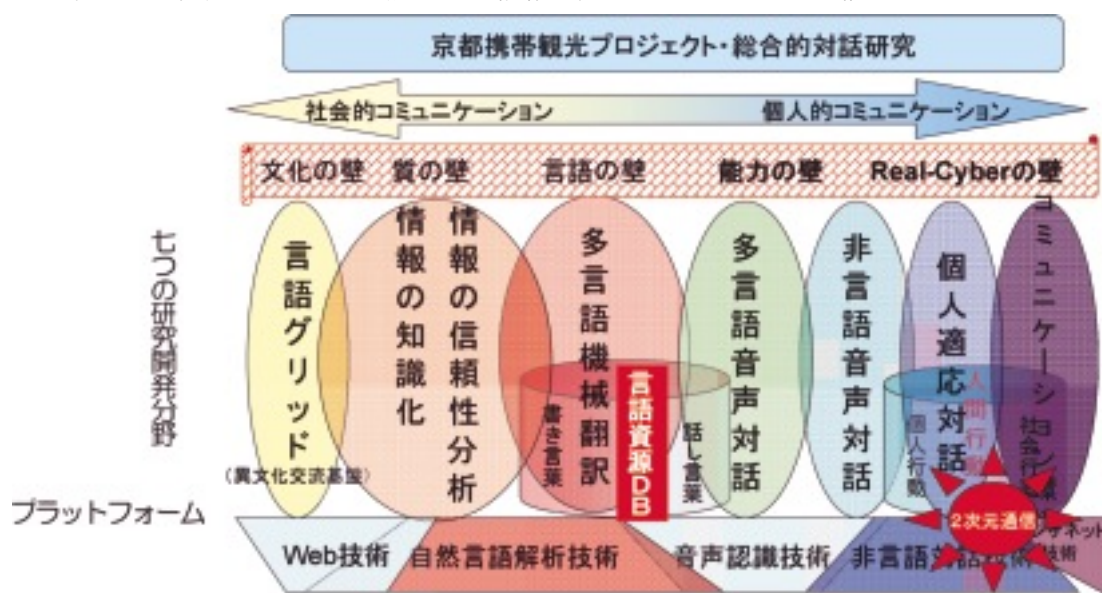 京都携帯観光プロジェクト・総合的対話研究
社会的コミュニケーション
個人的コミュニケーション
文化の壁
質の壁
言語の壁
能力の壁
Real-Cyberの壁
七つの研究開発分野
言語グリッド
(異文化交流基盤)
情報の知識化
情報の信頼性分析
多言語機械翻訳
書き言葉
言語資源DB
話し言葉
多言語音声対話
非言語音声対話
個人適応対話
個人行動
人間行動
コミュニケーション
社会行
2次元通信
プラットフォーム
Web技術
自然言語解析技術
音声認識技術
非言語対話技術
技術